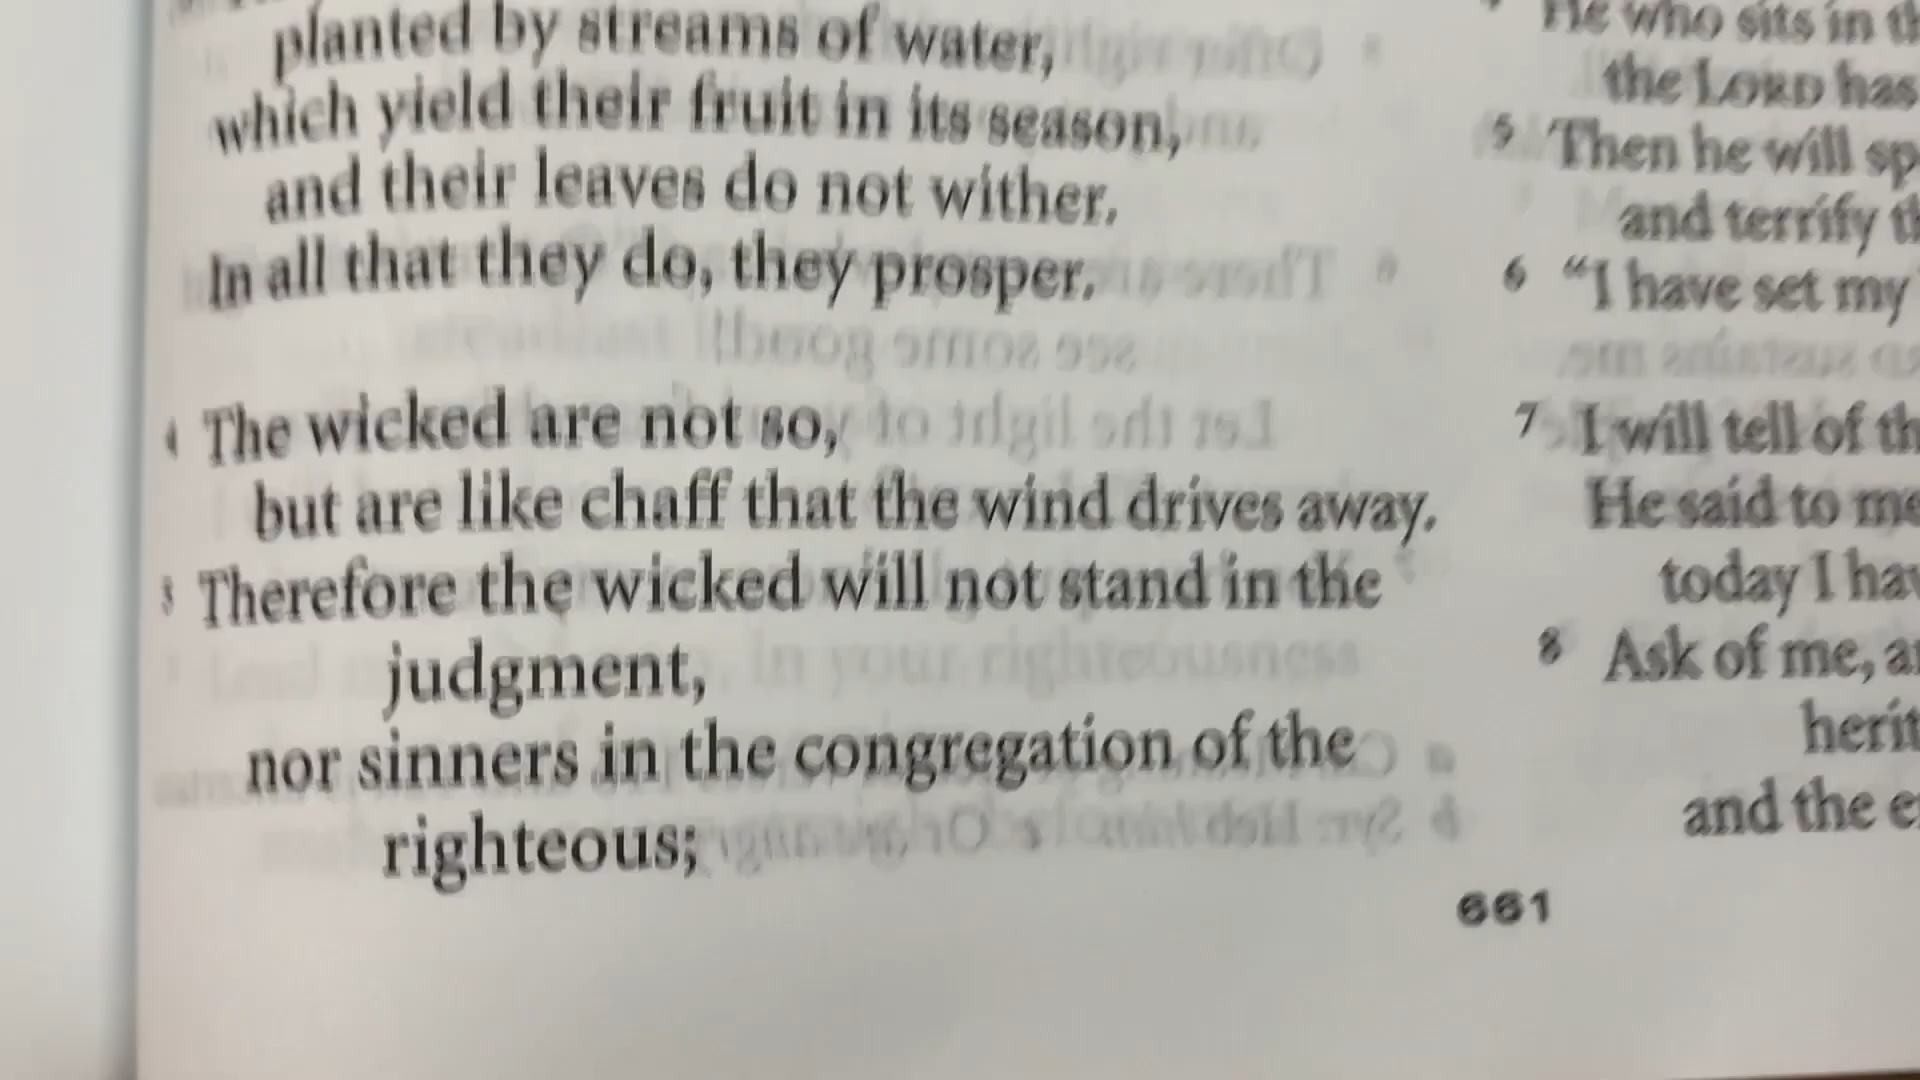 planted by streams of water,
which yield their fruit in its season,
and their leaves do not wither.
In all that they do, they prosper.
4 The wicked are not so,
but are like chaff that the wind drives away.
5 Therefore the wicked will not stand in the
judgment,
nor sinners in the congregation of the
righteous;
He who sits in
the LORD has
5 Then he will
and terrify
6 “I have set my
7 I will tell of
He said to me
today I
8 Ask of me,
and the
661